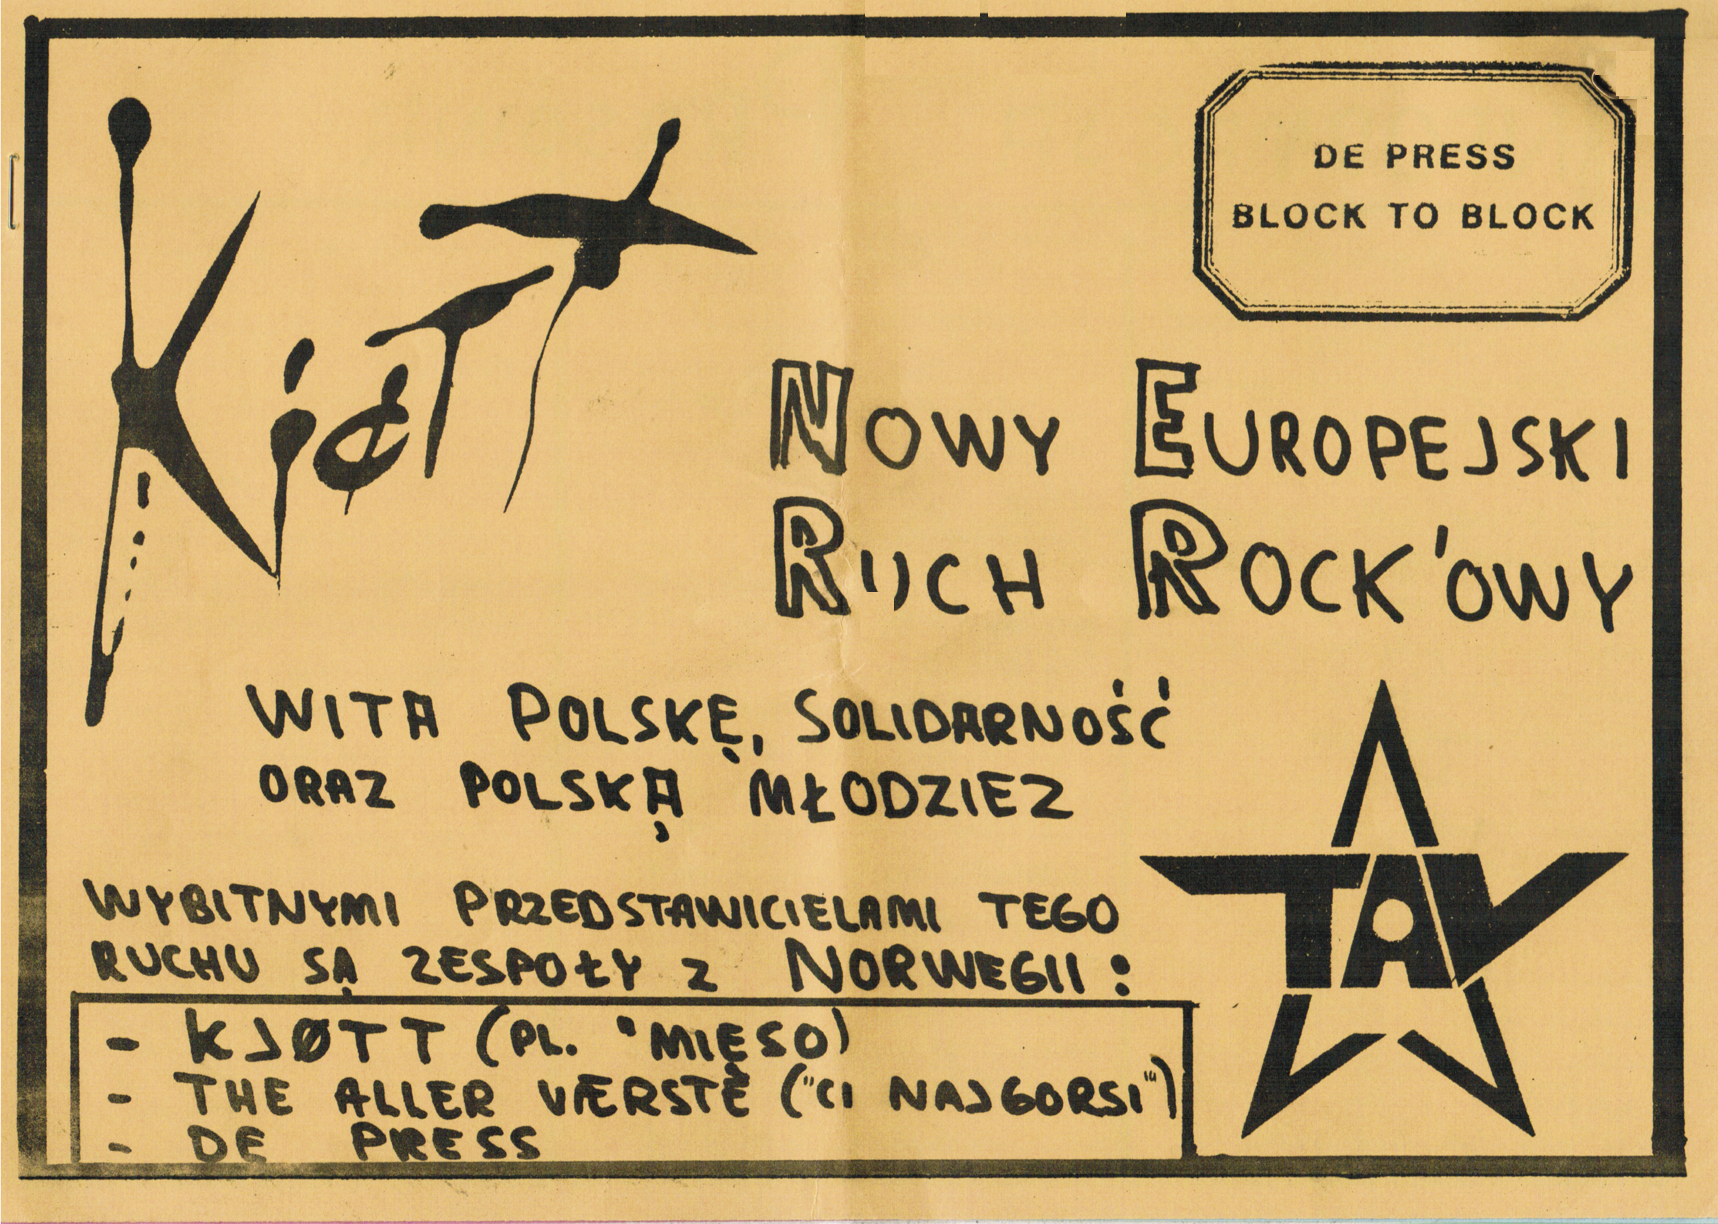 KjøTT
DE PRESS
BLOCK TO BLOCK
NOWY EUROPEJSKI
RUCH ROCK'OWY
WITA POLSKĘ, SOLIDARNOŚĆ
ORAZ POLSKĄ MŁODZIEZ
TAV
WYBITNYMI PRZEDSTAWICIELAMI TEGO
RUCHU SĄ ZESPOŁY Z NORWEGII:
- KJØTT (PL. "MIĘSO)
- THE ALLER VÆRSTE ("CI NAJGORSI")
- DE PRESS